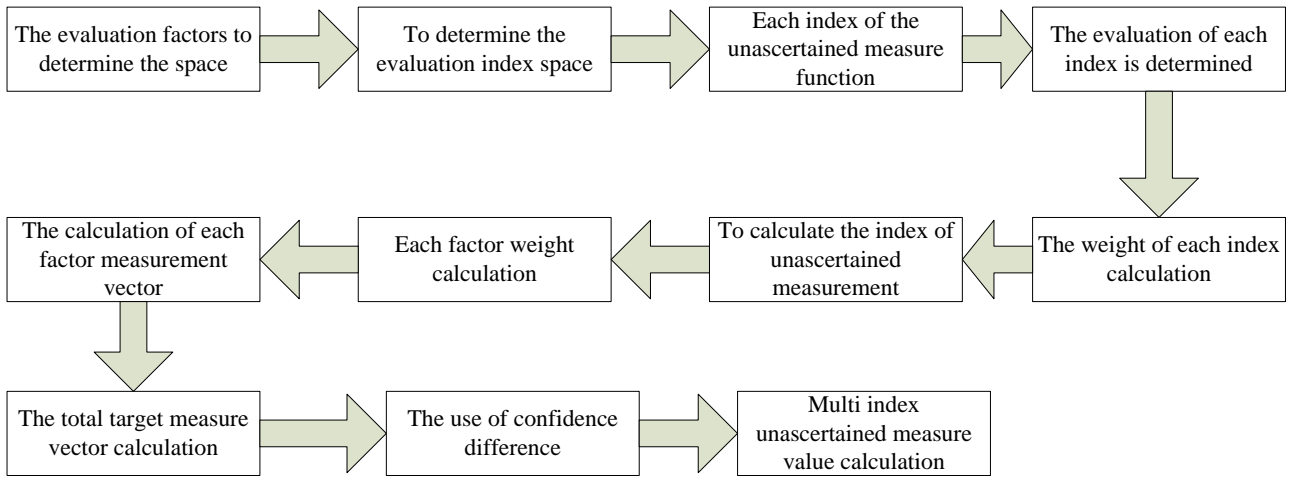 The evaluation factors to
determine the space
To determine the
evaluation index space
Each index of the
unascertained measure
function
The evaluation of each
index is determined
The weight of each index
calculation
To calculate the index of
unascertained
measurement
Each factor weight
calculation
The calculation of each
factor measurement
vector
The total target measure
vector calculation
The use of confidence
difference
Multi index
unascertained measure
value calculation